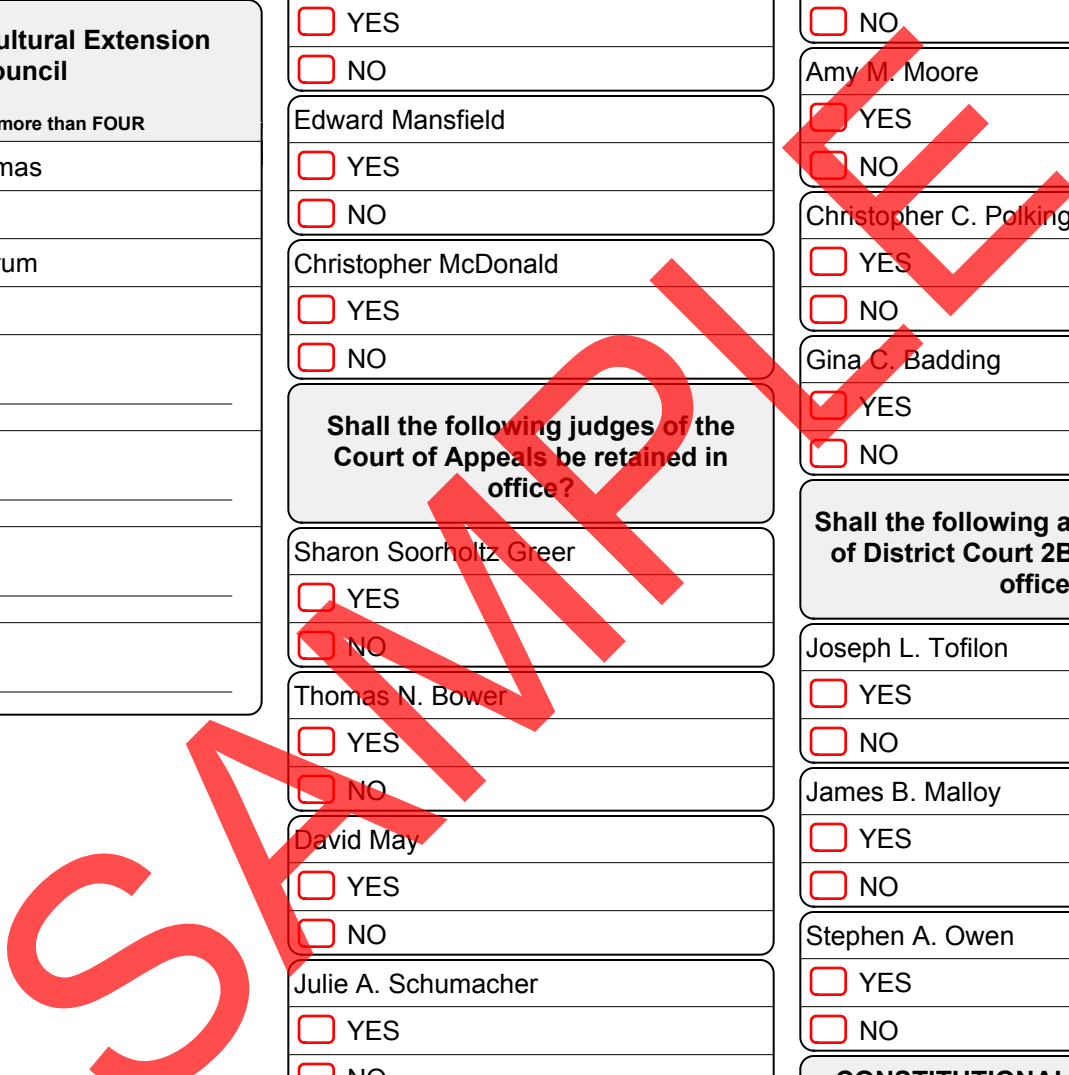 ultural Extension
ouncil
more than FOUR
mas
rum
YES
NO
Edward Mansfield
YES
NO
Christopher McDonald
YES
NO
Shall the following judges of the
Court of Appeals be retained in
office?
Sharon Soorholtz Greer
YES
NO
Thomas N. Bower
YES
NO
David May
YES
NO
Julie A. Schumacher
YES
NO
NO
Amy M. Moore
YES
NO
Christopher C. Polking
YES
NO
Gina C. Badding
YES
NO
Shall the following a
of District Court 2B
office
Joseph L. Tofilon
YES
NO
James B. Malloy
YES
NO
Stephen A. Owen
YES
NO
CONSTITUTIONAL
SAMPLE